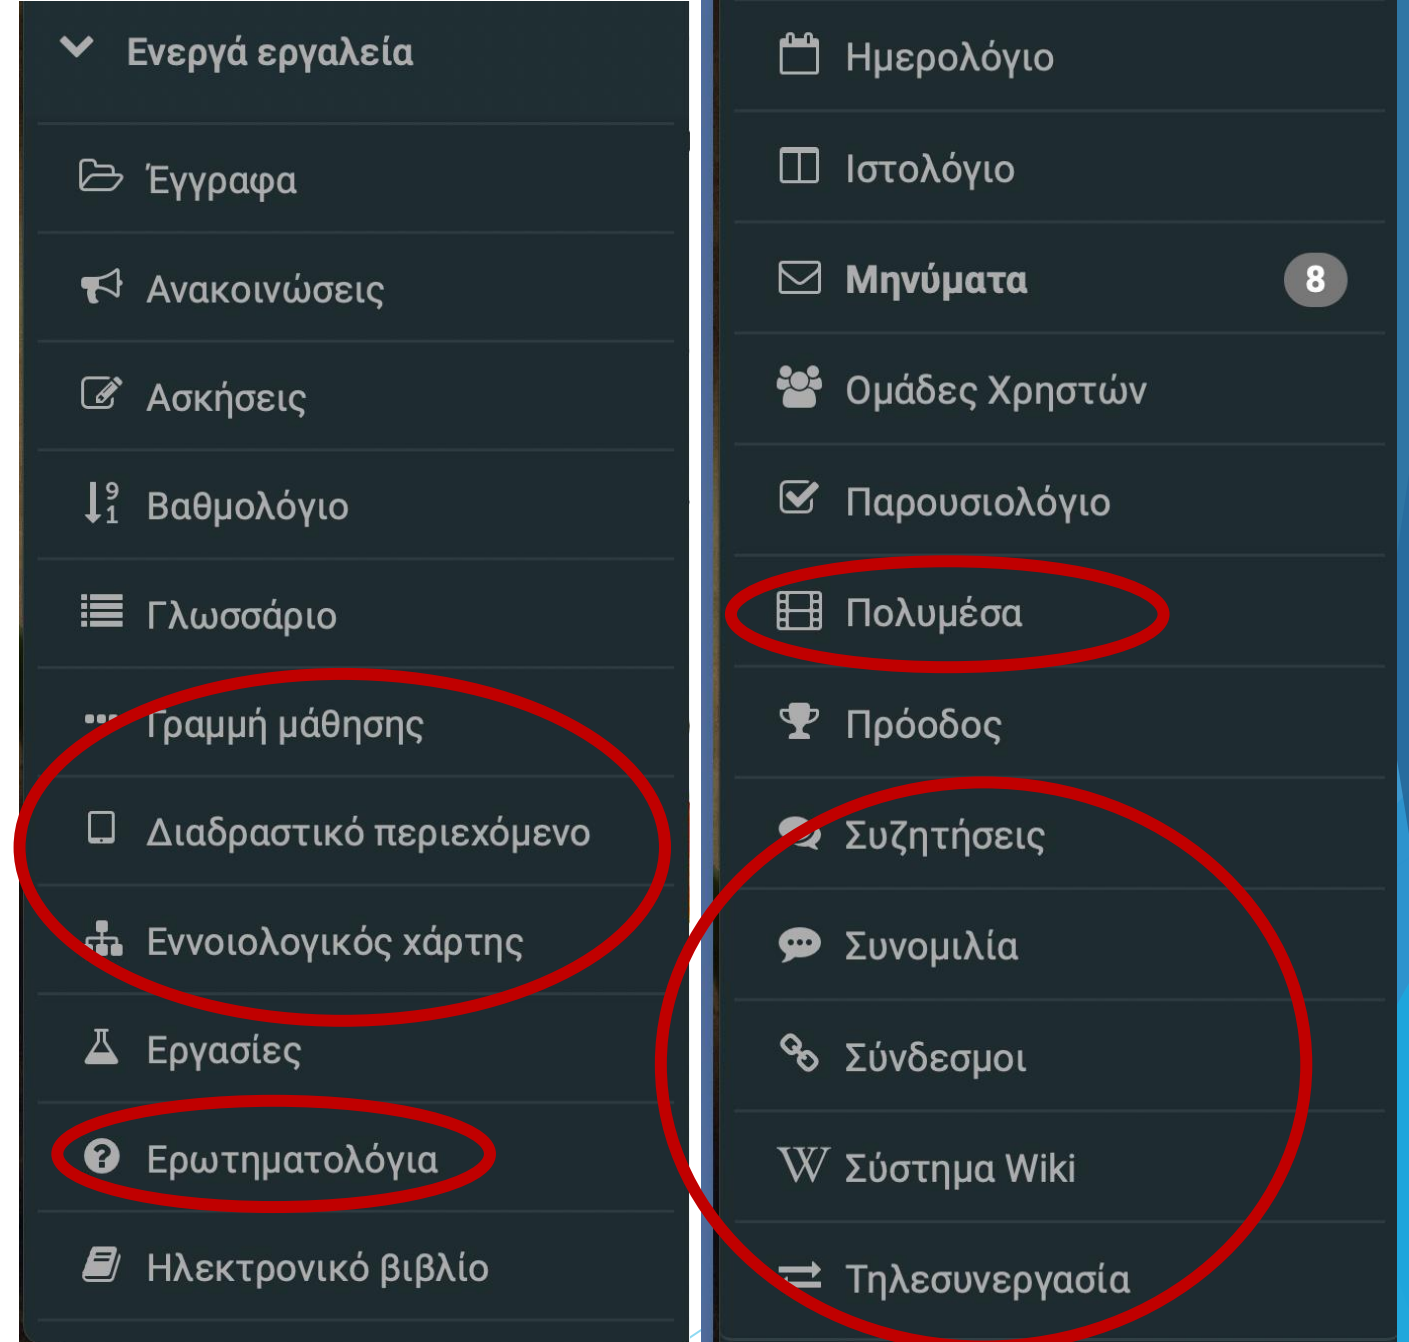 Ενεργά εργαλεία
Έγγραφα
Ανακοινώσεις
Ασκήσεις
Βαθμολόγιο
Γλωσσάριο
Γραμμή μάθησης
Διαδραστικό περιεχόμενο
Εννοιολογικός χάρτης
Εργασίες
Ερωτηματολόγια
Ηλεκτρονικό βιβλίο
Ημερολόγιο
Ιστολόγιο
Μηνύματα 8
Ομάδες Χρηστών
Παρουσιολόγιο
Πολυμέσα
Πρόοδος
Συζητήσεις
Συνομιλία
Σύνδεσμοι
Σύστημα Wiki
Τηλεσυνεργασία